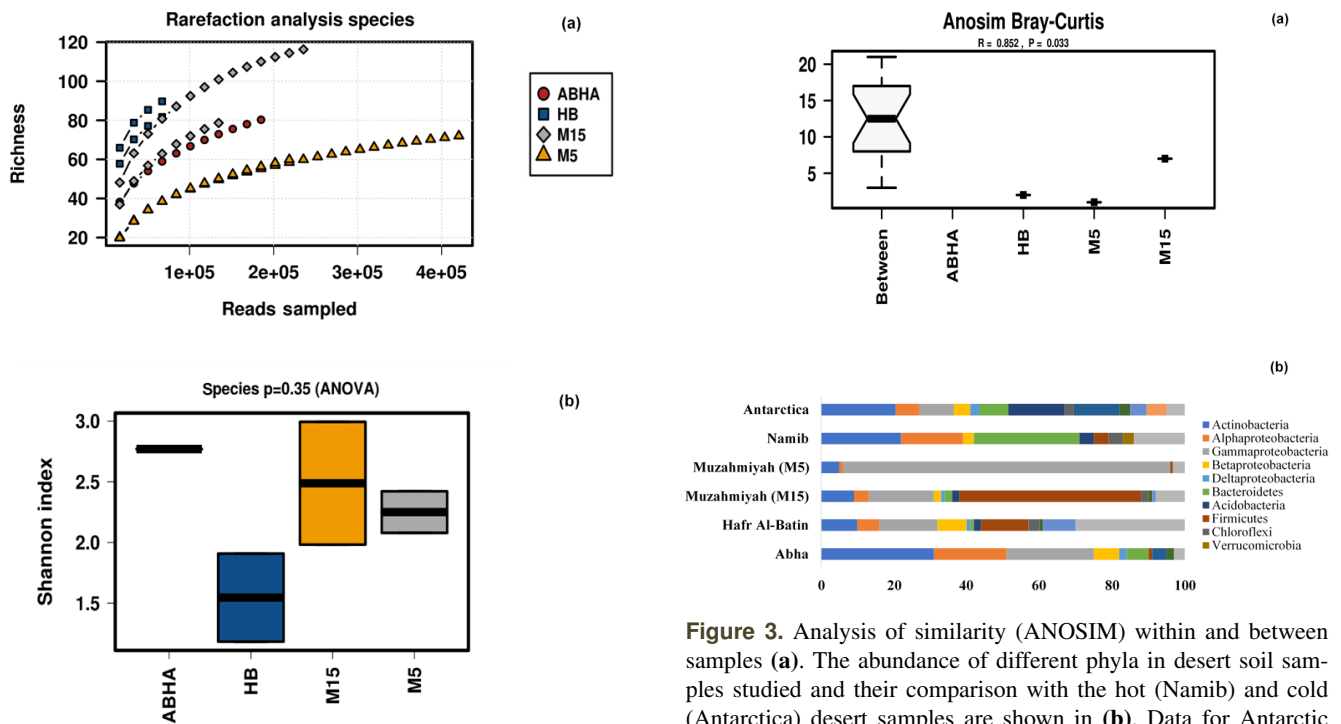 Rarefaction analysis species
(a)
120
100
80
60
40
20
Richness
1e+05 2e+05 3e+05 4e+05
Reads sampled
ABHA
HB
M15
M5
Species p=0.35 (ANOVA)
(b)
3.0
2.5
2.0
1.5
Shannon index
ABHA
HB
M15
M5
Anosim Bray-Curtis
(a)
R = 0.852 , P = 0.033
20
15
10
5
Between
ABHA
HB
M5
M15
(b)
Antarctica
Namib
Muzahmiyah (M5)
Muzahmiyah (M15)
Hafr Al-Batin
Abha
0 20 40 60 80 100
Actinobacteria
Alphaproteobacteria
Gammaproteobacteria
Betaproteobacteria
Deltaproteobacteria
Bacteroidetes
Acidobacteria
Firmicutes
Chloroflexi
Verrucomicrobia
Figure 3. Analysis of similarity (ANOSIM) within and between
samples (a). The abundance of different phyla in desert soil sam-
ples studied and their comparison with the hot (Namib) and cold
(Antarctica) desert samples are shown in (b). Data for Antarctic